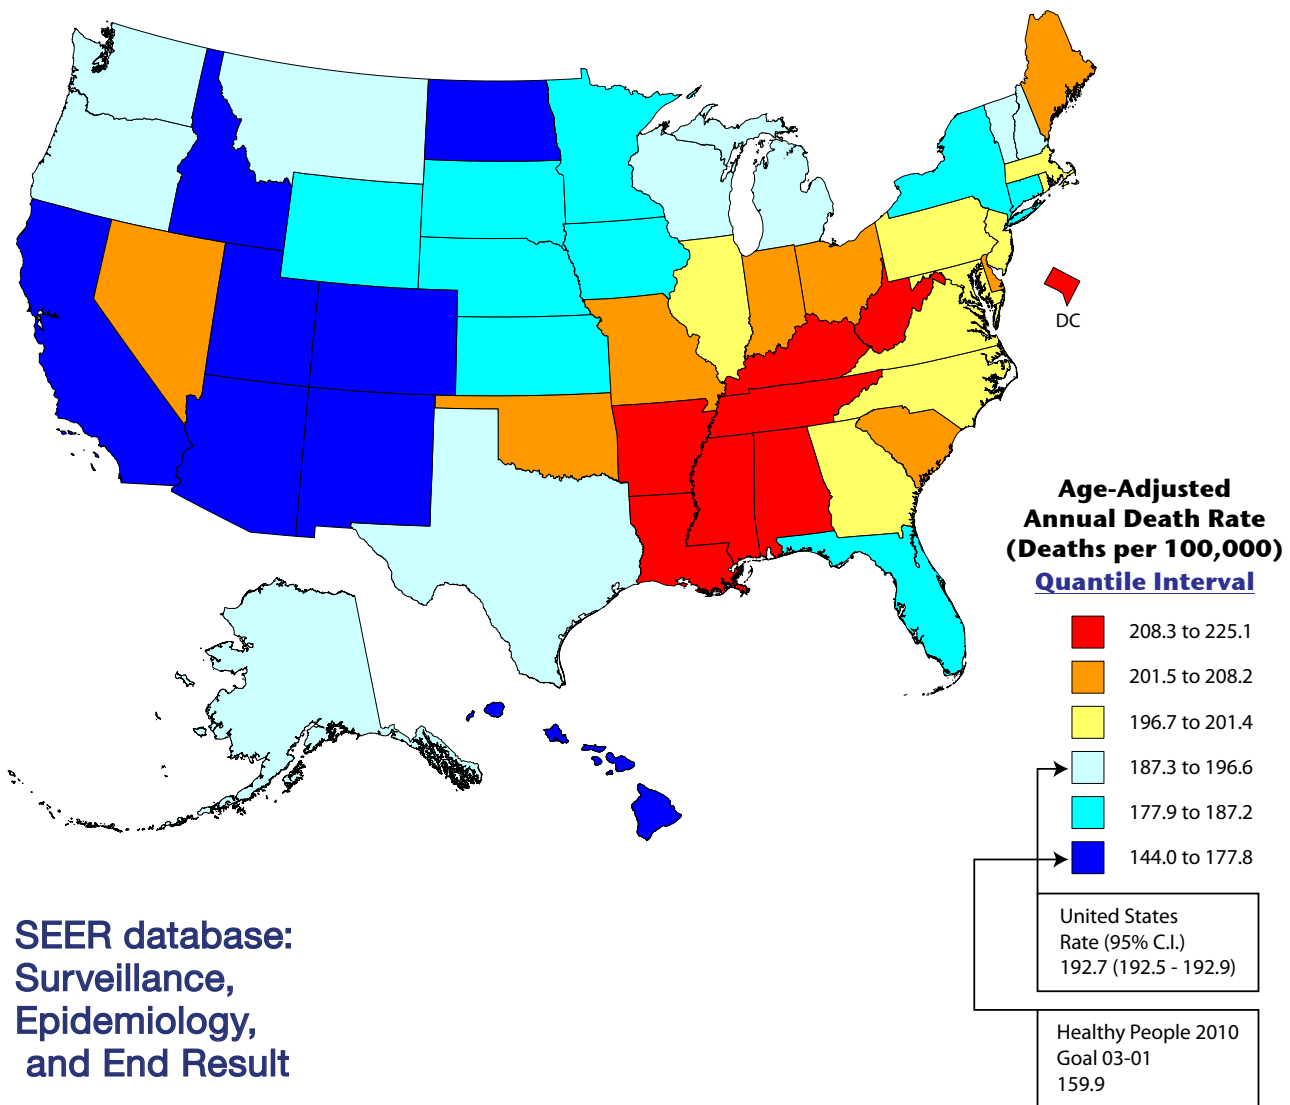 DC
Age-Adjusted
Annual Death Rate
(Deaths per 100,000)
Quantile Interval
208.3 to 225.1
201.5 to 208.2
196.7 to 201.4
187.3 to 196.6
177.9 to 187.2
144.0 to 177.8
United States
Rate (95% C.I.)
192.7 (192.5 - 192.9)
Healthy People 2010
Goal 03-01
159.9
SEER database:
Surveillance,
Epidemiology,
and End Result